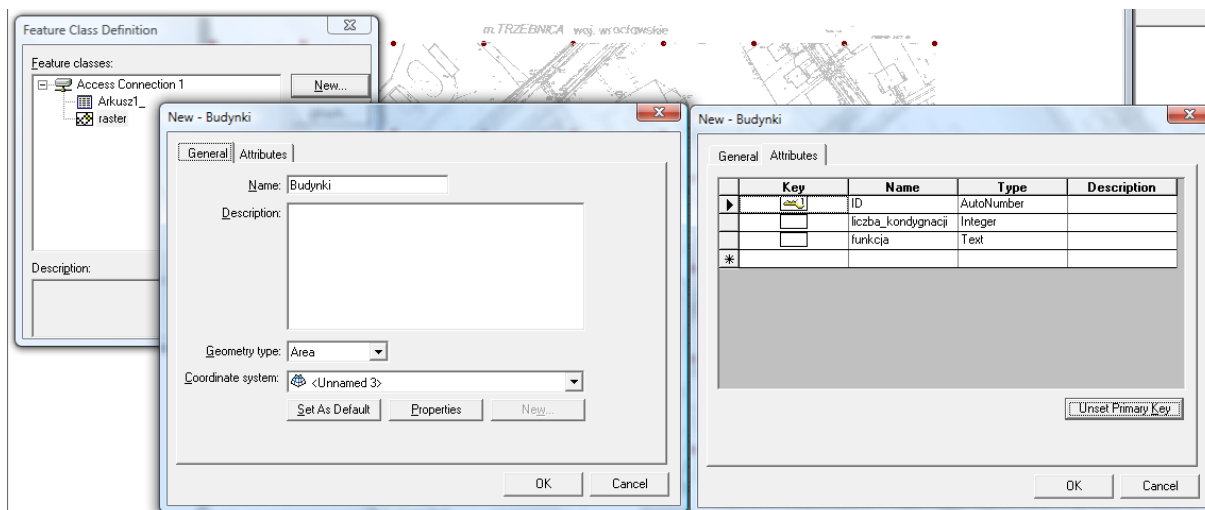 Feature Class Definition
Feature classes:
Access Connection 1
Arkusz1_
raster
New...
Description:
m.TRZEBNICA woj. wrocławskie
New - Budynki
General
Attributes
Name:
Budynki
Description:
Geometry type:
Area
Coordinate system:
<Unnamed 3>
Set As Default
Properties
New...
OK
Cancel
New - Budynki
General
Attributes
Key Name Type Description
ID AutoNumber
liczba_kondygnacji Integer
funkcja Text
Unset Primary Key
OK
Cancel